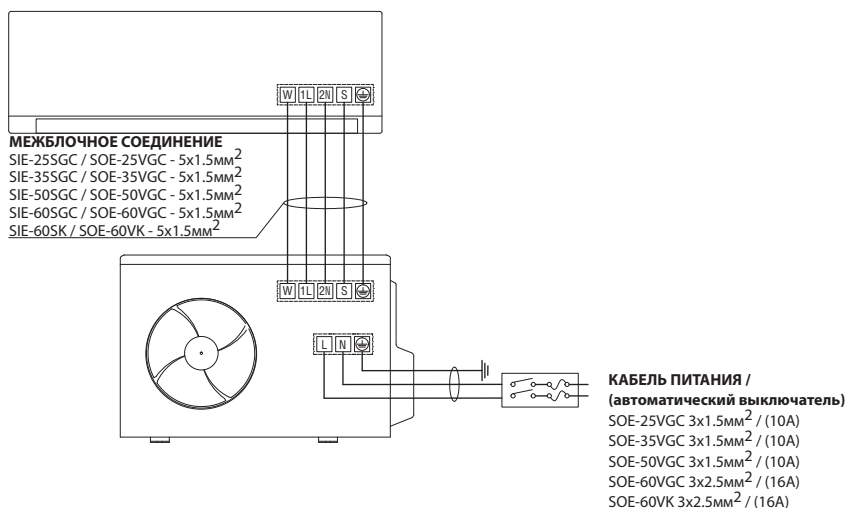 W 1L 2N S
МЕЖБЛОЧНОЕ СОЕДИНЕНИЕ
SIE-25SGC / SOE-25VGC - 5x1.5мм2
SIE-35SGC / SOE-35VGC - 5x1.5мм2
SIE-50SGC / SOE-50VGC - 5x1.5мм2
SIE-60SGC / SOE-60VGC - 5x1.5мм2
SIE-60SK / SOE-60VK - 5x1.5мм2
W 1L 2N S
L N
КАБЕЛЬ ПИТАНИЯ /
(автоматический выключатель)
SOE-25VGC 3x1.5мм2 / (10A)
SOE-35VGC 3x1.5мм2 / (10A)
SOE-50VGC 3x1.5мм2 / (10A)
SOE-60VGC 3x2.5мм2 / (16A)
SOE-60VK 3x2.5мм2 / (16A)